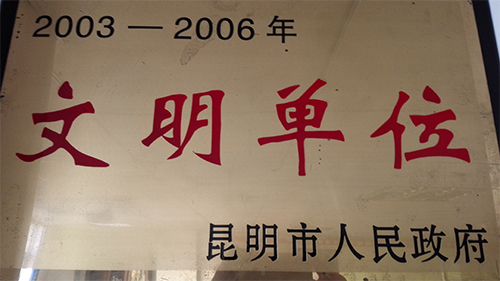 2003 — 2006 年
文明单位
昆明市人民政府